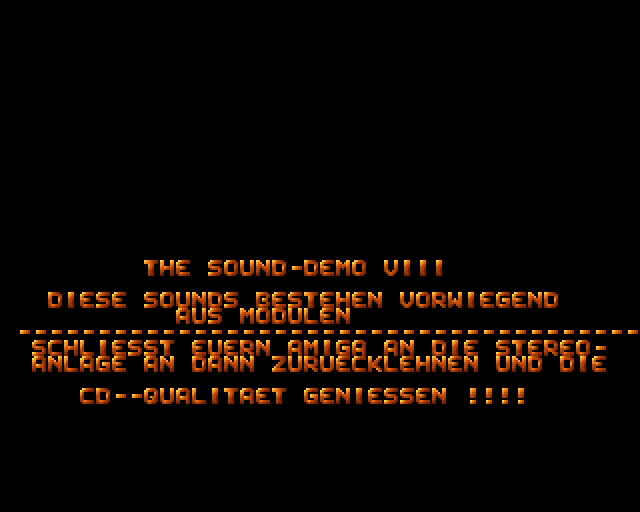 THE SOUND-DEMO VIII
DIESE SOUNDS BESTEHEN VORWIEGEND
AUS MODULEN
---------------------------------------
SCHLIESST EUERN AMIGA AN DIE STEREO-
ANLAGE AN DANN ZURUECKLEHNEN UND DIE
CD--QUALITAET GENIESSEN !!!!